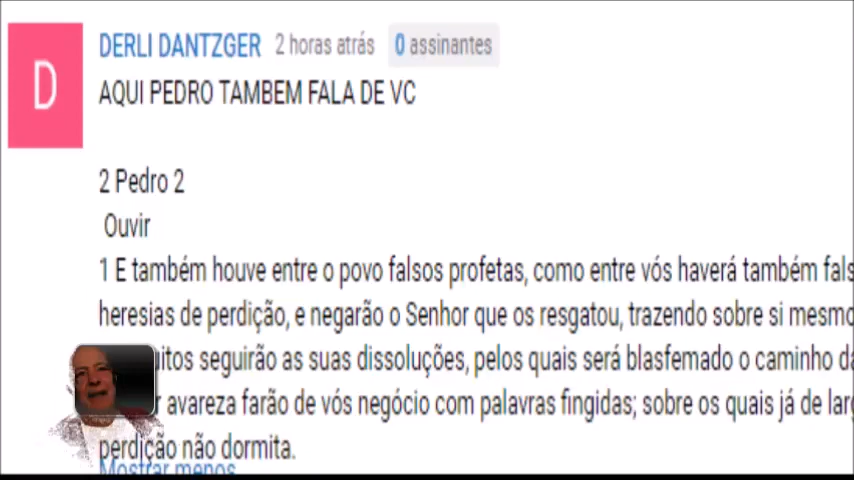 D
DERLI DANTZGER 2 horas atrás 0 assinantes
AQUI PEDRO TAMBEM FALA DE VC
2 Pedro 2
Ouvir
1 E também houve entre o povo falsos profetas, como entre vós haverá também fals
heresias de perdição, e negarão o Senhor que os resgatou, trazendo sobre si mesmo
uitos seguirão as suas dissoluções, pelos quais será blasfemado o caminho da
r avareza farão de vós negócio com palavras fingidas; sobre os quais já de larg
perdição não dormita.
Mostrar menos